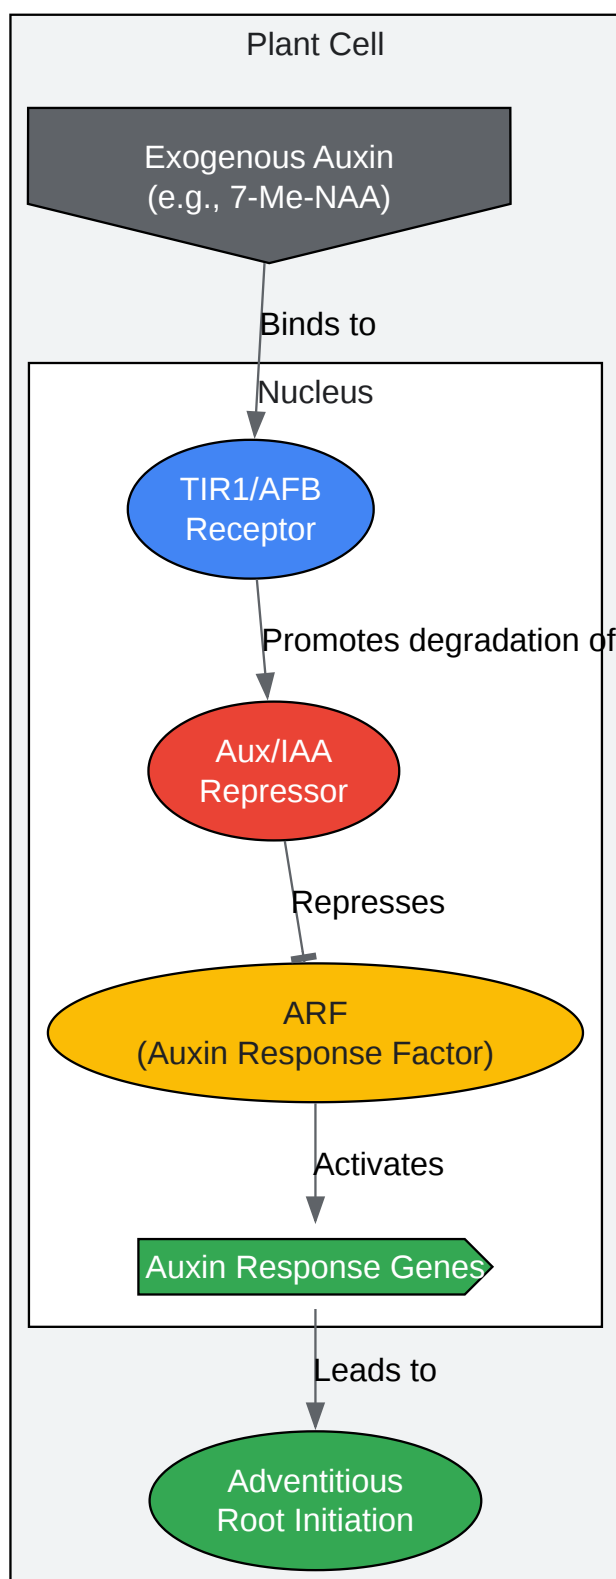 Plant Cell
Exogenous Auxin
(e.g., 7-Me-NAA)
Binds to
Nucleus
TIR1/AFB
Receptor
Promotes degradation of
Aux/IAA
Repressor
Represses
ARF
(Auxin Response Factor)
Activates
Auxin Response Genes
Leads to
Adventitious
Root Initiation